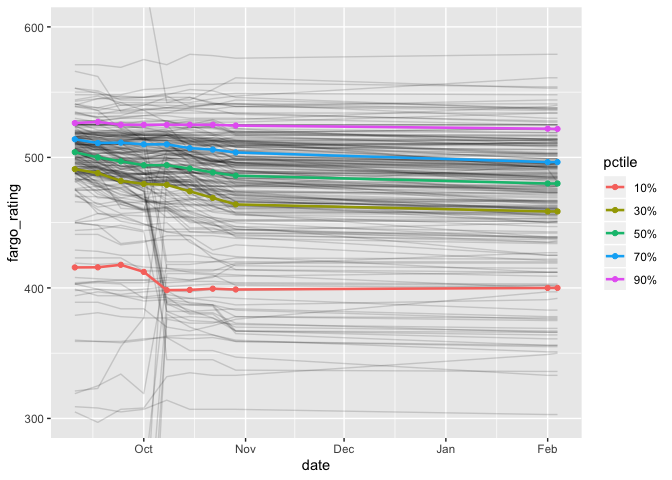 600
500
400
300
fargo_rating
Oct
Nov
Dec
Jan
Feb
date
pctile
10%
30%
50%
70%
90%